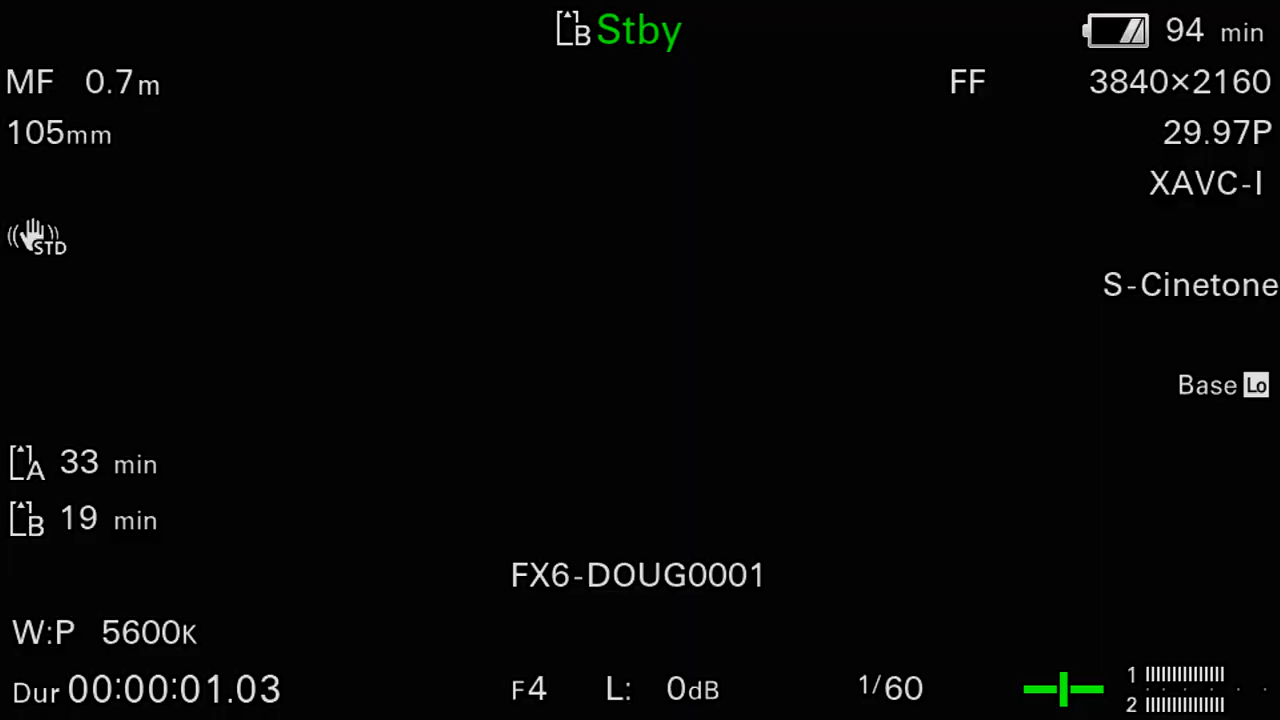 B Stby 94 min
MF 0.7m FF 3840×2160
105mm 29.97P
XAVC-I
STD
S-Cinetone
Base Lo
A 33 min
B 19 min
FX6-DOUG0001
W:P 5600K
Dur 00:00:01.03 F4 L: 0dB 1/60 1
2